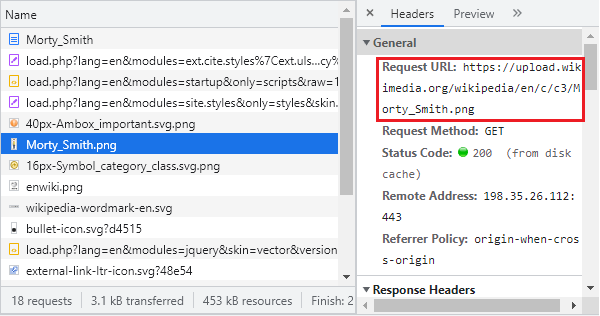 Name
Morty_Smith
load.php?lang=en&modules=ext.cite.styles%7Cext.uls...cy%
load.php?lang=en&modules=startup&only=scripts&raw=1
load.php?lang=en&modules=site.styles&only=styles&skin.
40px-Ambox_important.svg.png
Morty_Smith.png
16px-Symbol_category_class.svg.png
enwiki.png
wikipedia-wordmark-en.svg
bullet-icon.svg?d4515
load.php?lang=en&modules=jquery&skin=vector&version
external-link-ltr-icon.svg?48e54
18 requests
3.1 kB transferred
453 kB resources
Finish: 2
Headers
Preview
General
Request URL: https://upload.wik
imedia.org/wikipedia/en/c/c3/M
orty_Smith.png
Request Method: GET
Status Code: 200 (from disk
cache)
Remote Address: 198.35.26.112:
443
Referrer Policy: origin-when-cros
s-origin
Response Headers